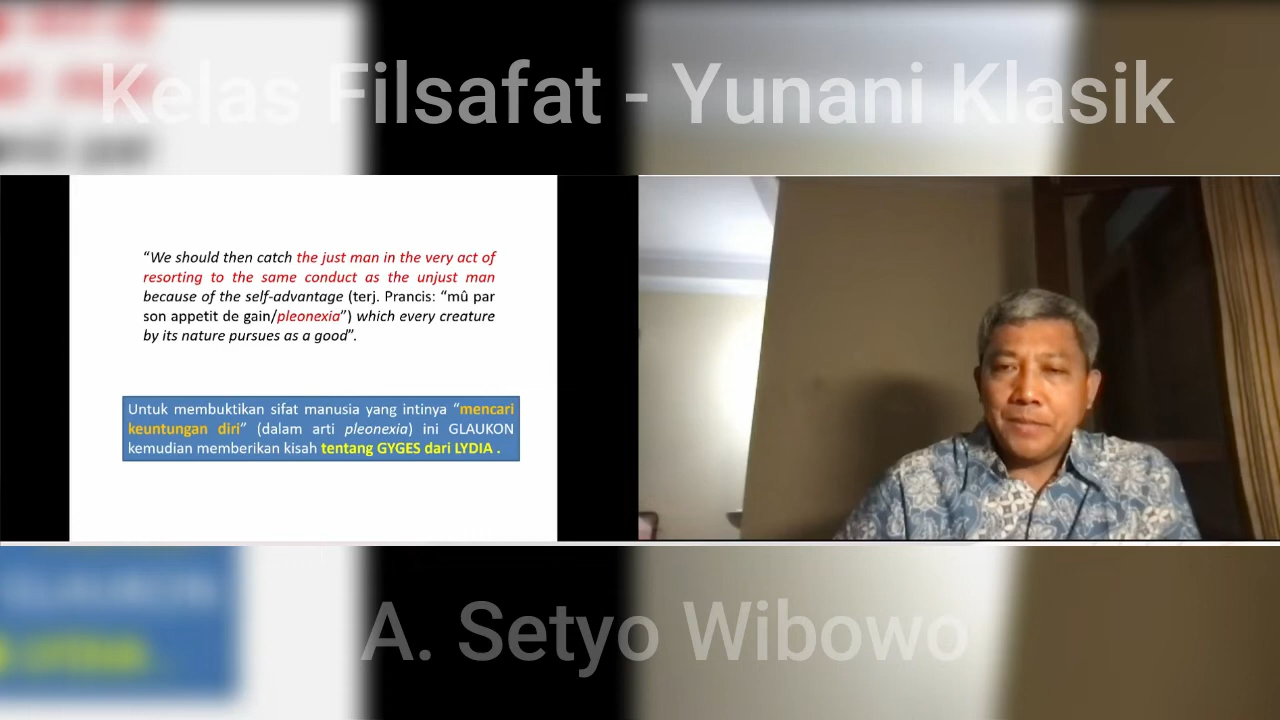 Kelas Filsafat - Yunani Klasik
“We should then catch the just man in the very act of
resorting to the same conduct as the unjust man
because of the self-advantage (terj. Prancis: “mû par
son appetit de gain/pleonexia”) which every creature
by its nature pursues as a good”.
Untuk membuktikan sifat manusia yang intinya “mencari
keuntungan diri” (dalam arti pleonexia) ini GLAUKON
kemudian memberikan kisah tentang GYGES dari LYDIA .
A. Setyo Wibowo